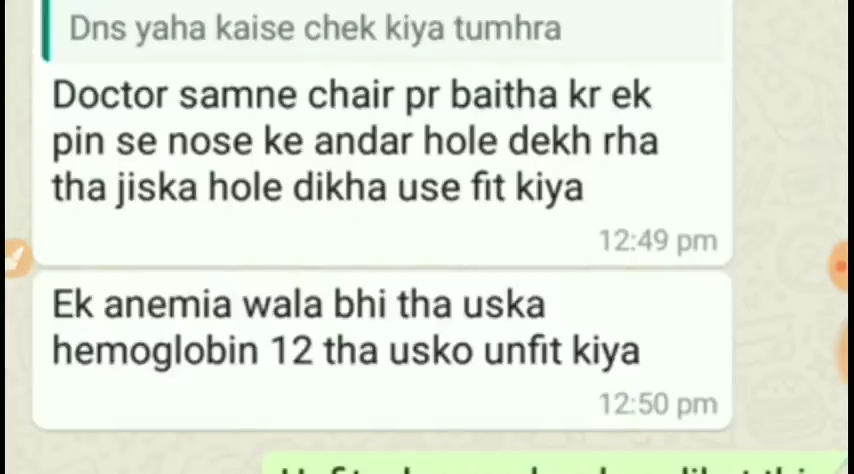 Dns yaha kaise chek kiya tumhra
Doctor samne chair pr baitha kr ek
pin se nose ke andar hole dekh rha
tha jiska hole dikha use fit kiya
12:49 pm
Ek anemia wala bhi tha uska
hemoglobin 12 tha usko unfit kiya
12:50 pm